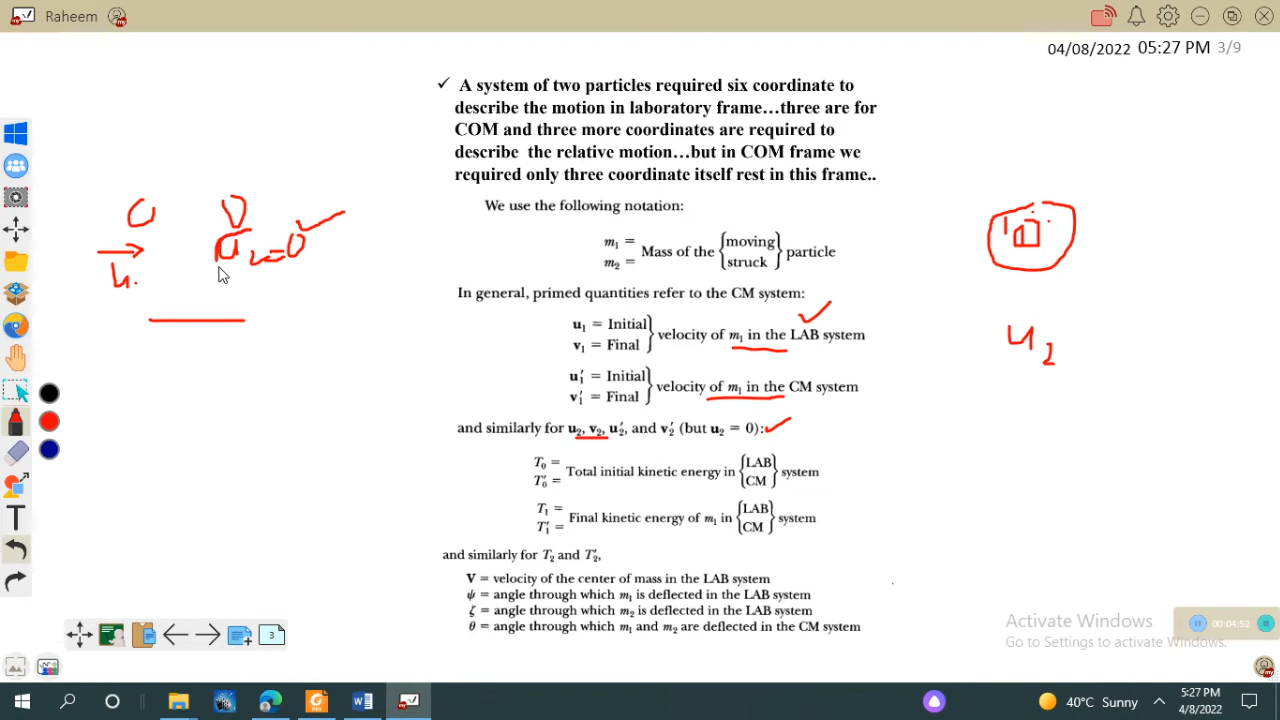 Raheem
04/08/2022 05:27 PM 3/9
✓ A system of two particles required six coordinate to
describe the motion in laboratory frame…three are for
COM and three more coordinates are required to
describe the relative motion…but in COM frame we
required only three coordinate itself rest in this frame..
We use the following notation:
m₁ =
m₂ =
Mass of the {moving
struck} particle
In general, primed quantities refer to the CM system:
u₁ = Initial
v₁ = Final
} velocity of m₁ in the LAB system
u′₁ = Initial
v′₁ = Final
} velocity of m₁ in the CM system
and similarly for u₂, v₂, u′₂, and v′₂ (but u₂ = 0):
T₀ =
T′₀ =
Total initial kinetic energy in {LAB
CM} system
T₁ =
T′₁ =
Final kinetic energy of m₁ in {LAB
CM} system
and similarly for T₂ and T′₂,
V = velocity of the center of mass in the LAB system
ψ = angle through which m₁ is deflected in the LAB system
ζ = angle through which m₂ is deflected in the LAB system
θ = angle through which m₁ and m₂ are deflected in the CM system
u₂=0
u₂
Activate Windows
Go to Settings to activate Windows.
00:04:52
T
3
40°C Sunny
5:27 PM
4/8/2022